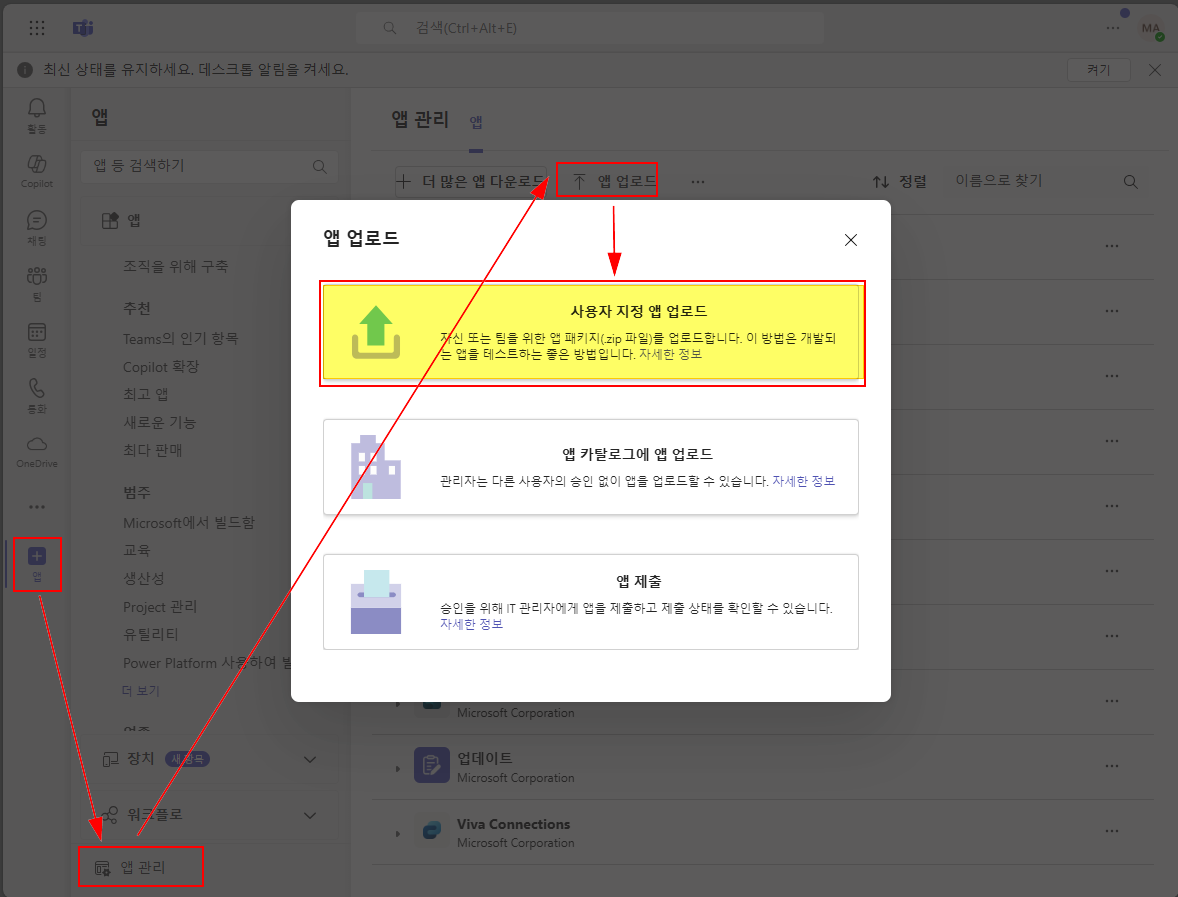 검색(Ctrl+Alt+E)
MA
최신 상태를 유지하세요. 데스크톱 알림을 켜세요.
켜기
활동
Copilot
채팅
팀
일정
통화
OneDrive
앱
앱
앱 등 검색하기
앱
조직을 위해 구축
추천
Teams의 인기 항목
Copilot 확장
최고 앱
새로운 기능
최다 판매
범주
Microsoft에서 빌드함
교육
생산성
Project 관리
유틸리티
Power Platform 사용하여 빌
더 보기
장치
새 항목
워크플로
앱 관리
앱 관리
앱
더 많은 앱 다운로드
앱 업로드
정렬
이름으로 찾기
앱 업로드
사용자 지정 앱 업로드
자신 또는 팀을 위한 앱 패키지(.zip 파일)를 업로드합니다. 이 방법은 개발되
는 앱을 테스트하는 좋은 방법입니다. 자세한 정보
앱 카탈로그에 앱 업로드
관리자는 다른 사용자의 승인 없이 앱을 업로드할 수 있습니다. 자세한 정보
앱 제출
승인을 위해 IT 관리자에게 앱을 제출하고 제출 상태를 확인할 수 있습니다.
자세한 정보
Microsoft Corporation
업데이트
Microsoft Corporation
Viva Connections
Microsoft Corporation